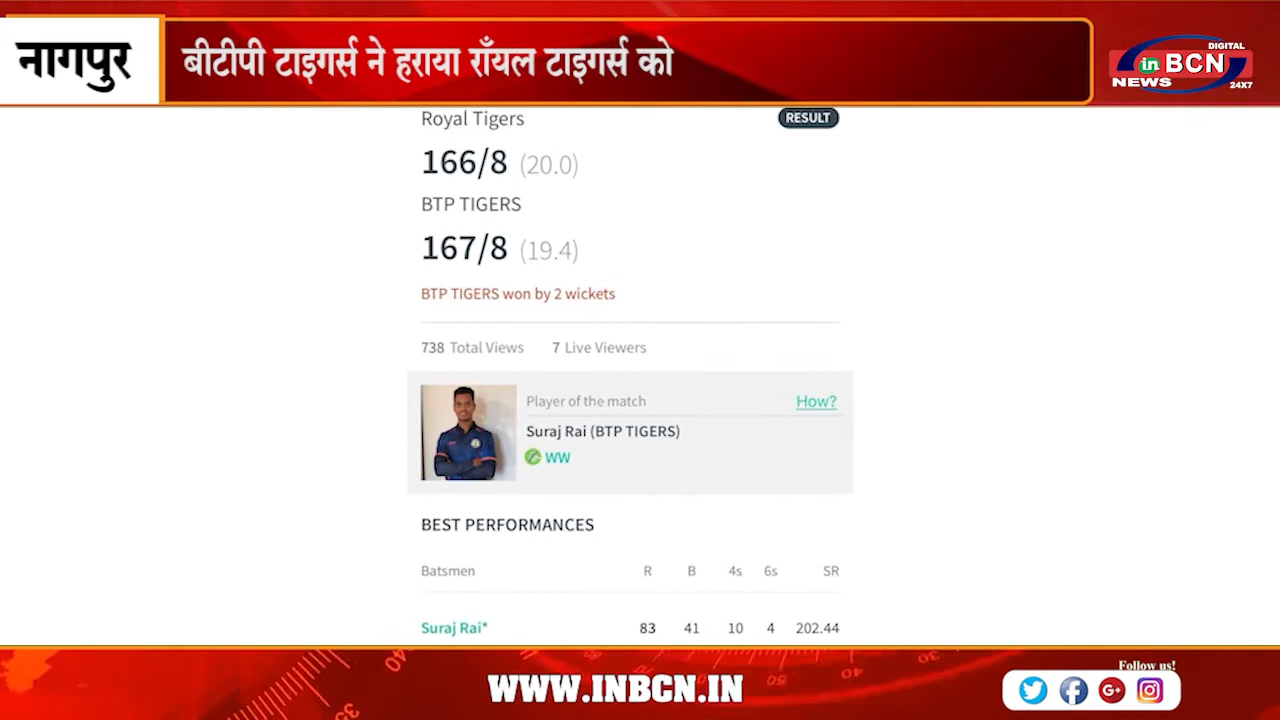 नागपुर
बीटीपी टाइगर्स ने हराया रॉंयल टाइगर्स को
DIGITAL
in BCN
NEWS 24X7
Royal Tigers
RESULT
166/8 (20.0)
BTP TIGERS
167/8 (19.4)
BTP TIGERS won by 2 wickets
738 Total Views 7 Live Viewers
Player of the match How?
Suraj Rai (BTP TIGERS)
WW
BEST PERFORMANCES
Batsmen R B 4s 6s SR
Suraj Rai* 83 41 10 4 202.44
WWW.INBCN.IN
Follow us!